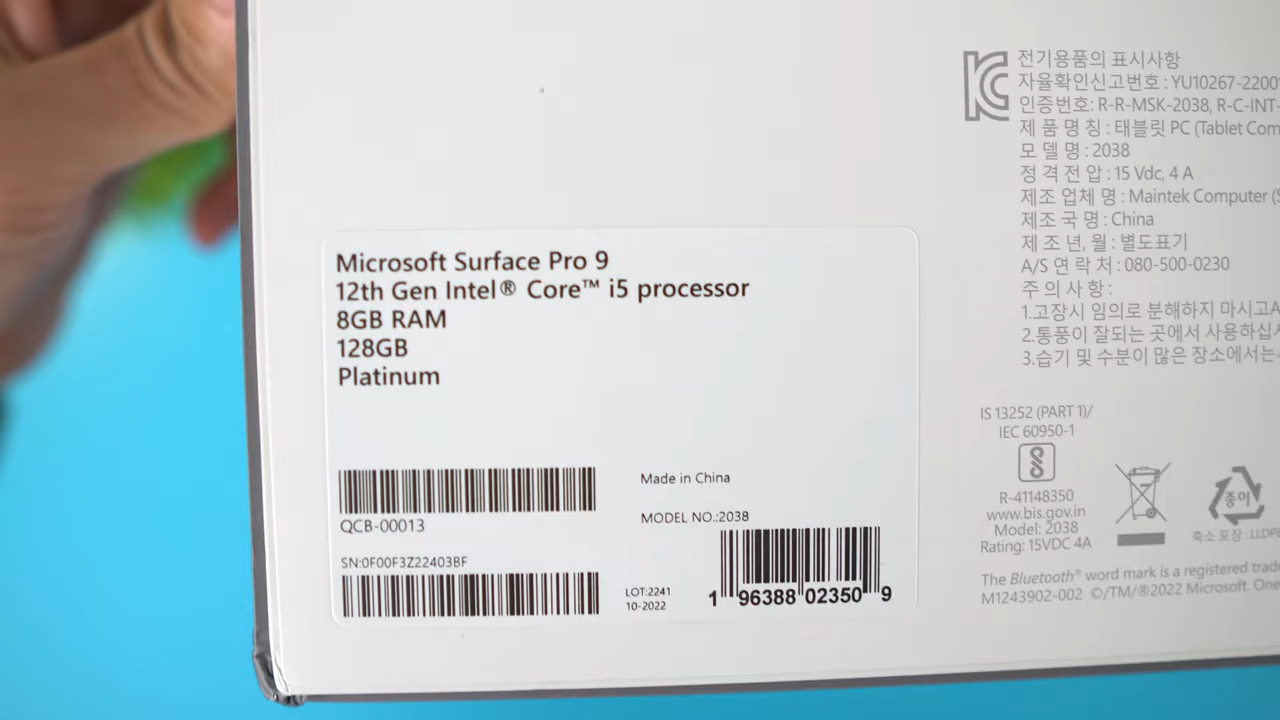 Microsoft Surface Pro 9
12th Gen Intel® Core™ i5 processor
8GB RAM
128GB
Platinum
QCB-00013
SN:0F00F3Z22403BF
Made in China
MODEL NO.:2038
LOT:2241
10-2022
1 96388 02350 9
전기용품의 표시사항
자율확인신고번호 : YU10267-2200
인증번호: R-R-MSK-2038, R-C-INT-
제 품 명 칭 : 태블릿 PC (Tablet Com
모 델 명 : 2038
정 격 전 압 : 15 Vdc, 4 A
제조 업체 명 : Maintek Computer (S
제조 국 명 : China
제 조 년, 월 : 별도표기
A/S 연 락 처 : 080-500-0230
주 의 사 항 :
1.고장시 임의로 분해하지 마시고A
2.통풍이 잘되는 곳에서 사용하십시
3.습기 및 수분이 많은 장소에서는
IS 13252 (PART 1)/
IEC 60950-1
R-41148350
www.bis.gov.in
Model: 2038
Rating: 15VDC 4A
종이
축소 포장 : LLDPE
The Bluetooth® word mark is a registered trade
M1243902-002 ©/TM/®2022 Microsoft. One